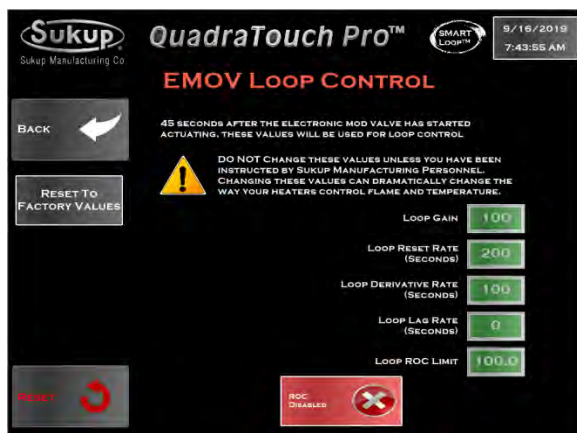 Sukup
Sukup Manufacturing Co
QuadraTouch Pro™
SMART
LOOP™
9/16/2019
7:43:55 AM
EMOV LOOP CONTROL
BACK
45 SECONDS AFTER THE ELECTRONIC MOD VALVE HAS STARTED
ACTUATING, THESE VALUES WILL BE USED FOR LOOP CONTROL
DO NOT CHANGE THESE VALUES UNLESS YOU HAVE BEEN
INSTRUCTED BY SUKUP MANUFACTURING PERSONNEL.
CHANGING THESE VALUES CAN DRAMATICALLY CHANGE THE
WAY YOUR HEATERS CONTROL FLAME AND TEMPERATURE.
RESET TO
FACTORY VALUES
LOOP GAIN 100
LOOP RESET RATE
(SECONDS) 200
LOOP DERIVATIVE RATE
(SECONDS) 100
LOOP LAG RATE
(SECONDS) 0
LOOP ROC LIMIT 100.0
RESET
ROC
DISABLED